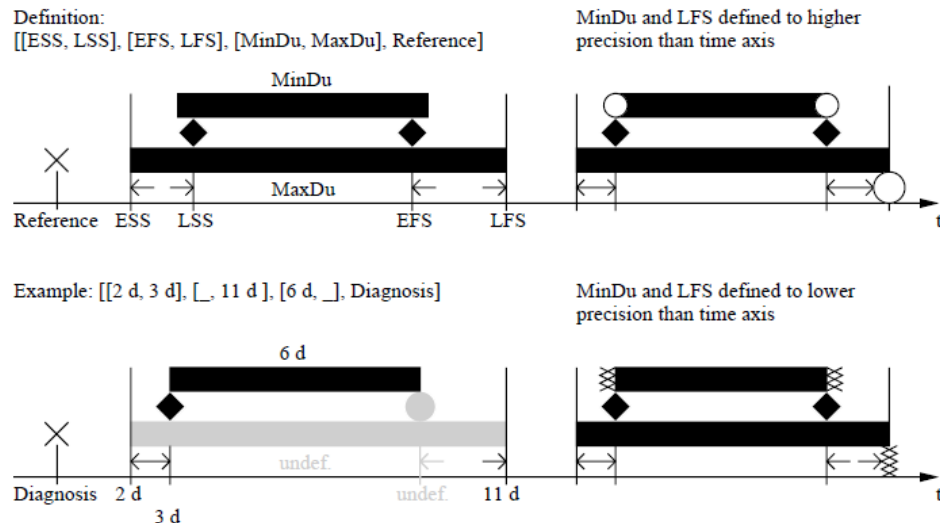 Definition:
[[ESS, LSS], [EFS, LFS], [MinDu, MaxDu], Reference]
MinDu and LFS defined to higher
precision than time axis
MinDu
MaxDu
Reference ESS LSS EFS LFS t
Example: [[2 d, 3 d], [_, 11 d ], [6 d, _], Diagnosis]
MinDu and LFS defined to lower
precision than time axis
6 d
undef.
Diagnosis 2 d undef. 11 d t
3 d